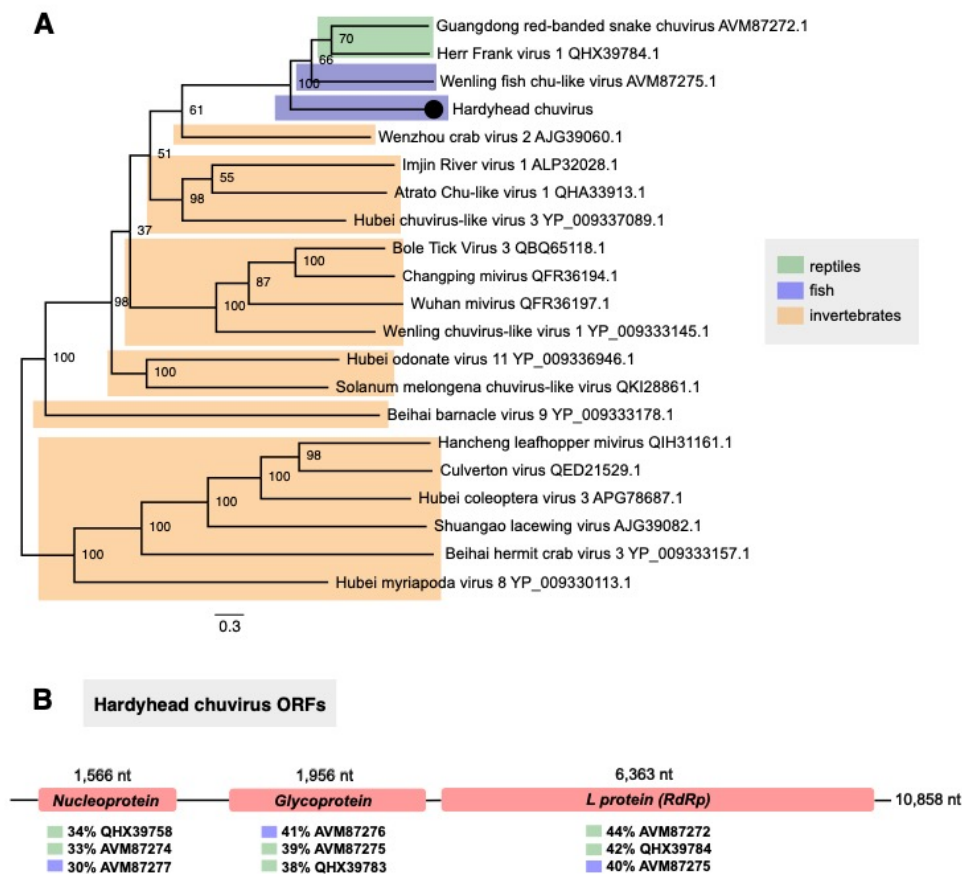 A
Guangdong red-banded snake chuvirus AVM87272.1
70
Herr Frank virus 1 QHX39784.1
66
Wenling fish chu-like virus AVM87275.1
100
Hardyhead chuvirus
61
Wenzhou crab virus 2 AJG39060.1
51
Imjin River virus 1 ALP32028.1
55
Atrato Chu-like virus 1 QHA33913.1
98
Hubei chuvirus-like virus 3 YP_009337089.1
37
Bole Tick Virus 3 QBQ65118.1
100
Changping mivirus QFR36194.1
87
Wuhan mivirus QFR36197.1
98
100
Wenling chuvirus-like virus 1 YP_009333145.1
100
Hubei odonate virus 11 YP_009336946.1
100
Solanum melongena chuvirus-like virus QKI28861.1
Beihai barnacle virus 9 YP_009333178.1
Hancheng leafhopper mivirus QIH31161.1
98
Culverton virus QED21529.1
100
Hubei coleoptera virus 3 APG78687.1
100
Shuangao lacewing virus AJG39082.1
100
Beihai hermit crab virus 3 YP_009333157.1
100
Hubei myriapoda virus 8 YP_009330113.1
0.3
reptiles
fish
invertebrates
B
Hardyhead chuvirus ORFs
1,566 nt
1,956 nt
6,363 nt
Nucleoprotein
Glycoprotein
L protein (RdRp)
10,858 nt
34% QHX39758
33% AVM87274
30% AVM87277
41% AVM87276
39% AVM87275
38% QHX39783
44% AVM87272
42% QHX39784
40% AVM87275